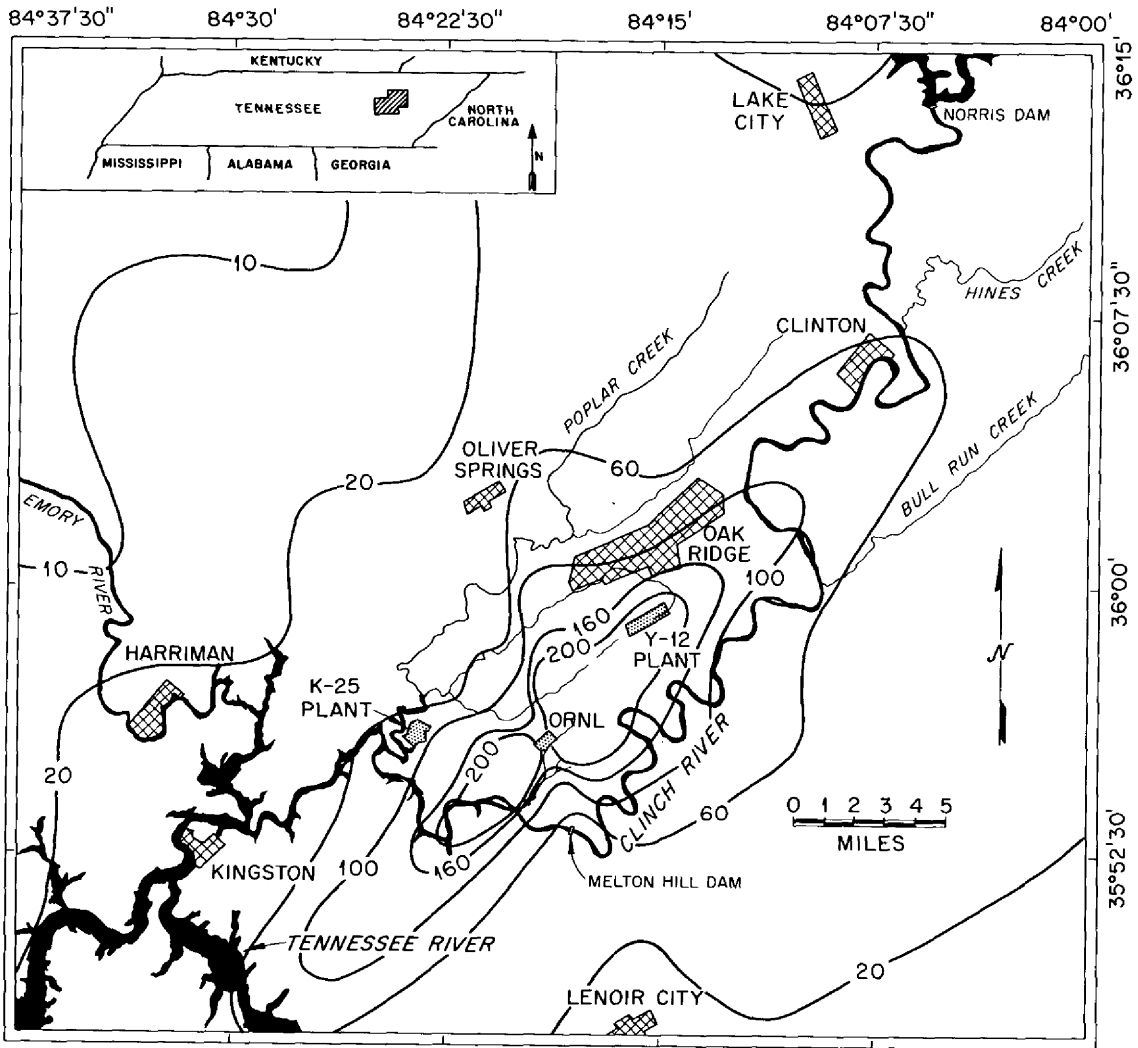 84°37'30" 84°30' 84°22'30" 84°15' 84°07'30" 84°00'
36°15'
KENTUCKY
TENNESSEE
NORTH
CAROLINA
MISSISSIPPI
ALABAMA
GEORGIA
N
LAKE
CITY
NORRIS DAM
10
HINES CREEK
36°07'30"
CLINTON
POPLAR CREEK
OLIVER
SPRINGS
60
20
BULL RUN CREEK
EMORY
RIVER
OAK
RIDGE
100
10
36°00'
160
200
Y-12
PLANT
N
HARRIMAN
K-25
PLANT
ORNL
200
20
CLINCH RIVER
60
0 1 2 3 4 5
MILES
35°52'30"
KINGSTON
100
160
MELTON HILL DAM
TENNESSEE RIVER
20
LENOIR CITY